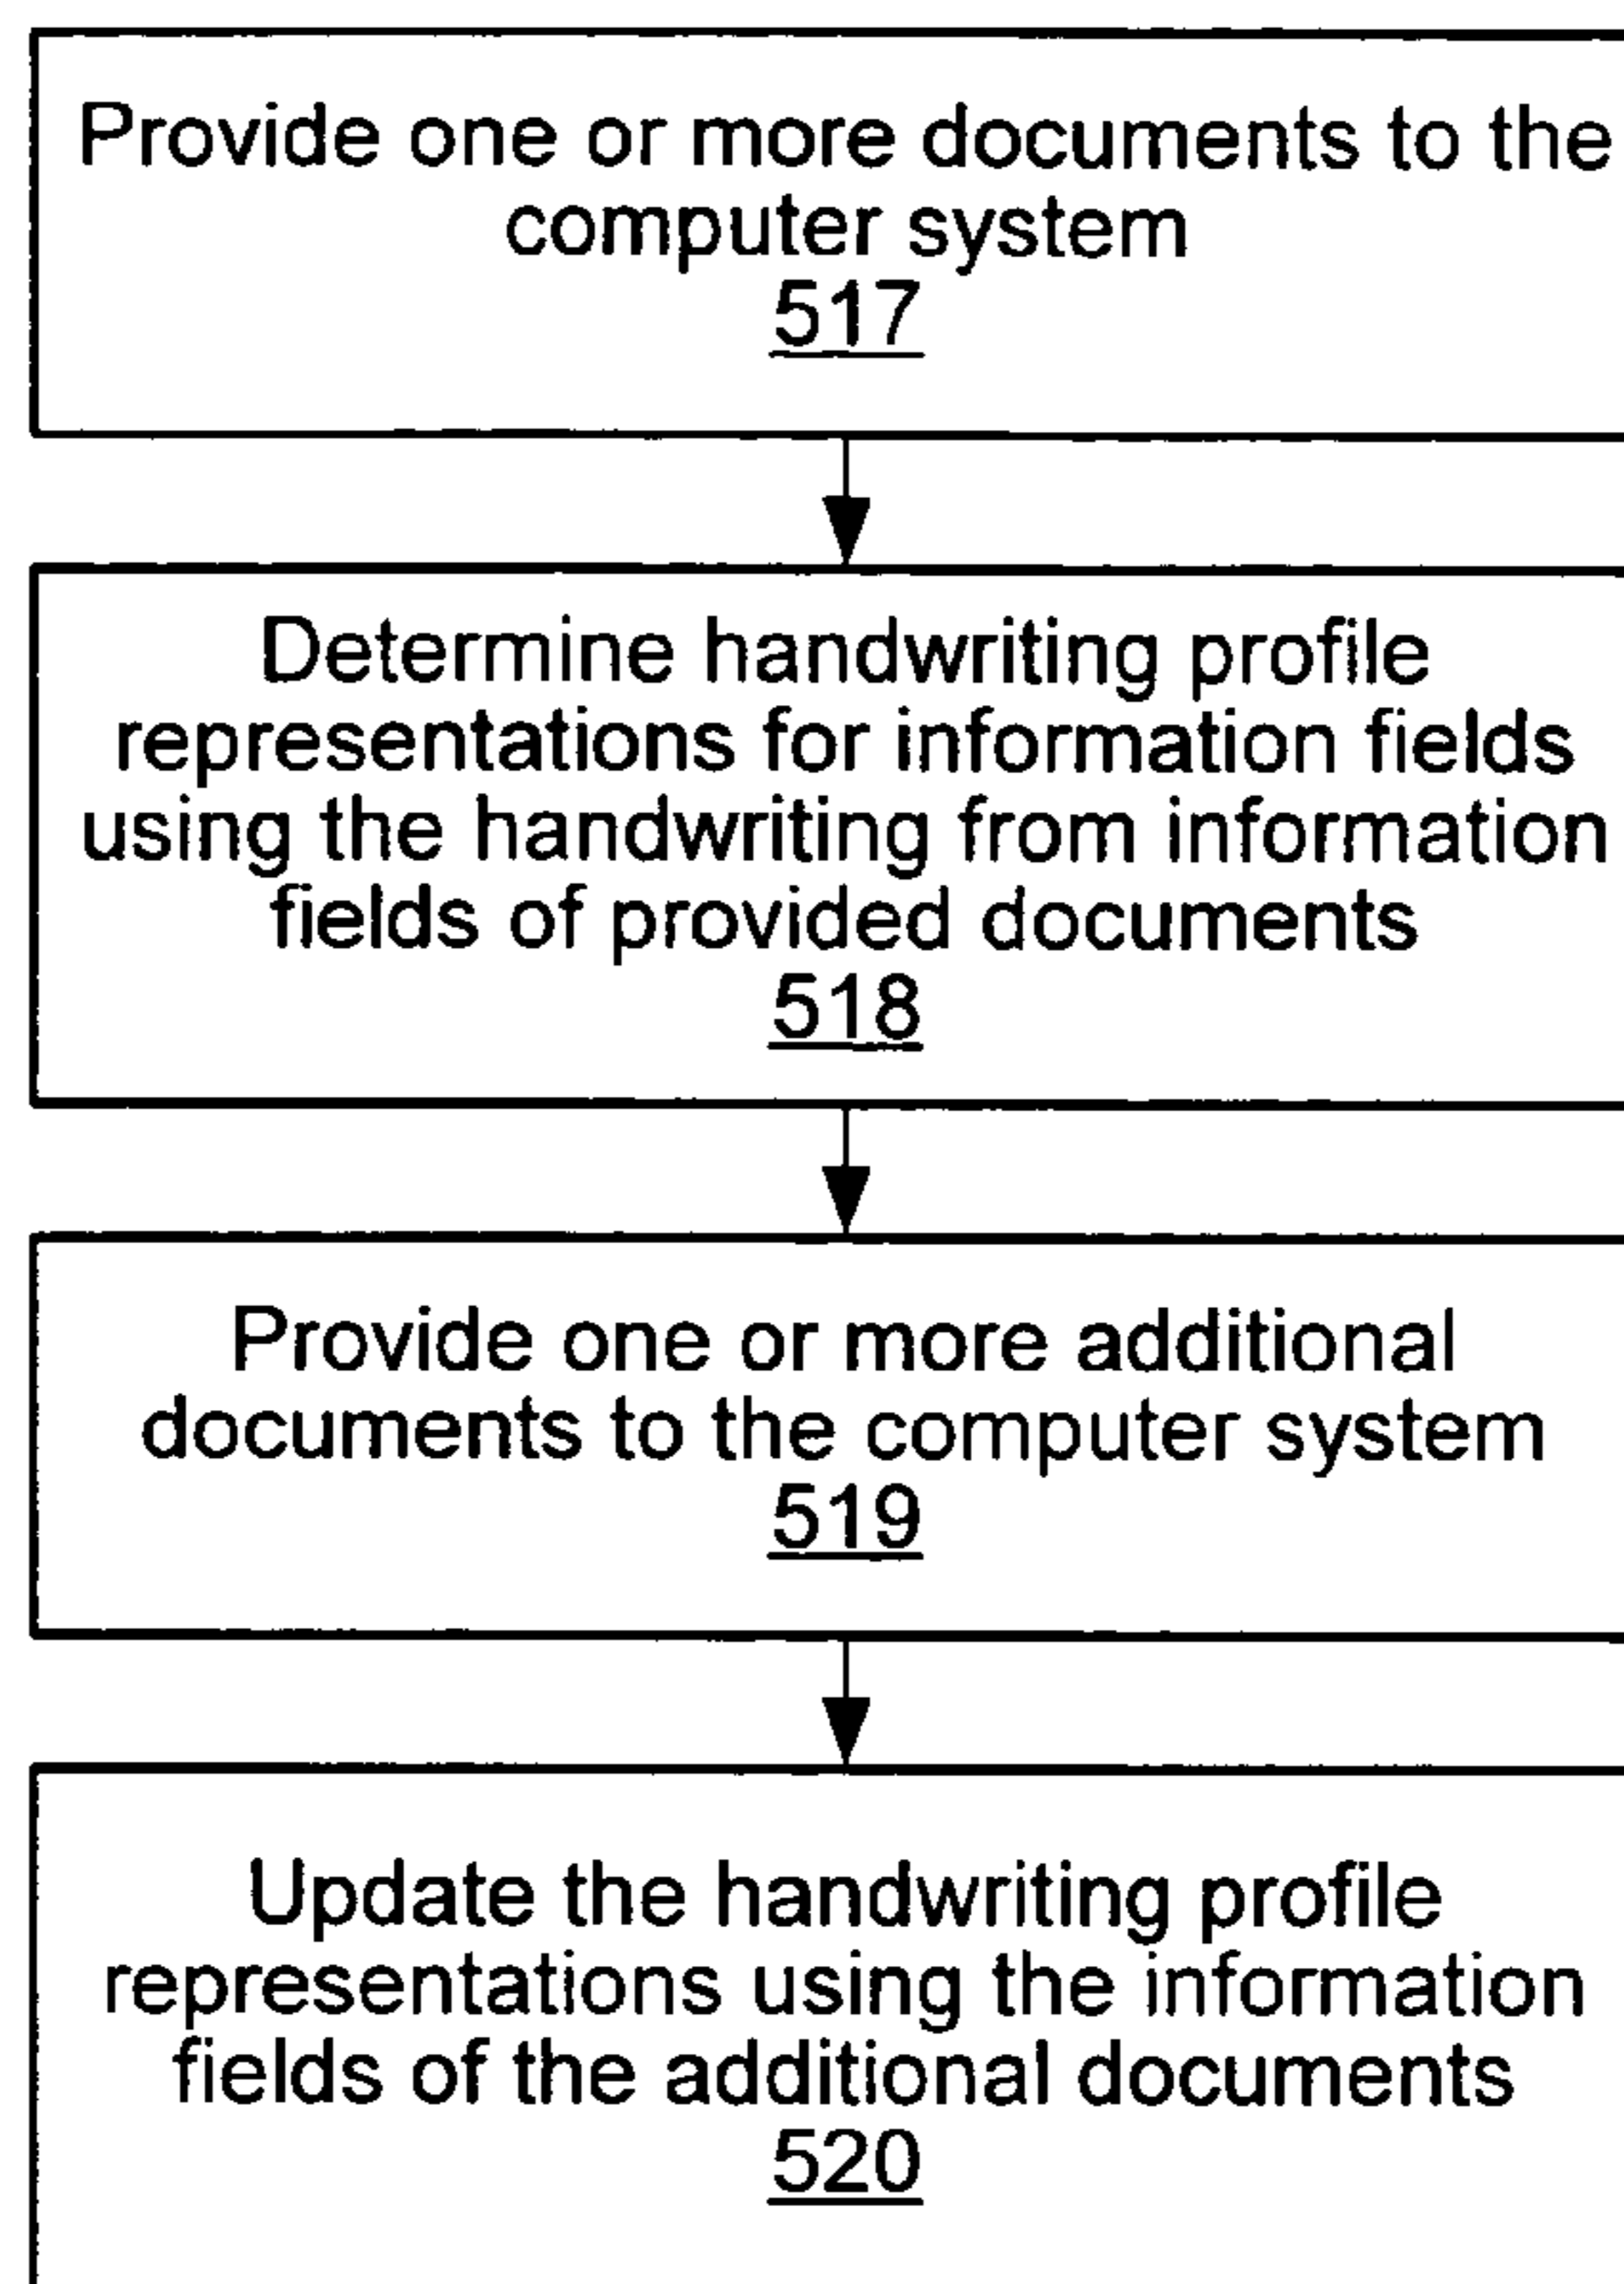 Provide one or more documents to the
computer system
517
Determine handwriting profile
representations for information fields
using the handwriting from information
fields of provided documents
518
Provide one or more additional
documents to the computer system
519
Update the handwriting profile
representations using the information
fields of the additional documents
520